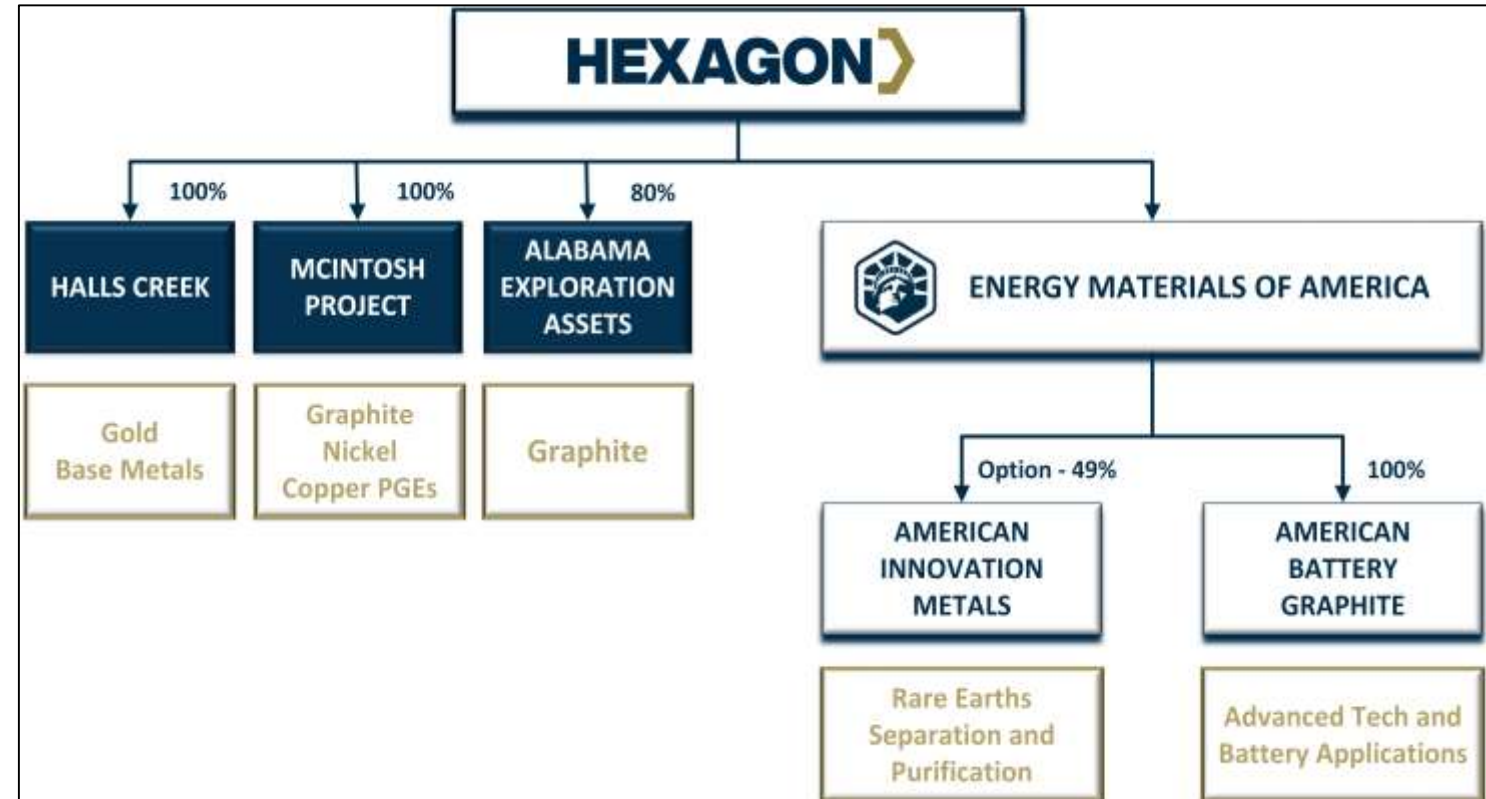 HEXAGON
100%
100%
80%
HALLS CREEK
MCINTOSH
PROJECT
ALABAMA
EXPLORATION
ASSETS
ENERGY MATERIALS OF AMERICA
Gold
Base Metals
Graphite
Nickel
Copper PGEs
Graphite
Option - 49%
100%
AMERICAN
INNOVATION
METALS
AMERICAN
BATTERY
GRAPHITE
Rare Earths
Separation and
Purification
Advanced Tech and
Battery Applications